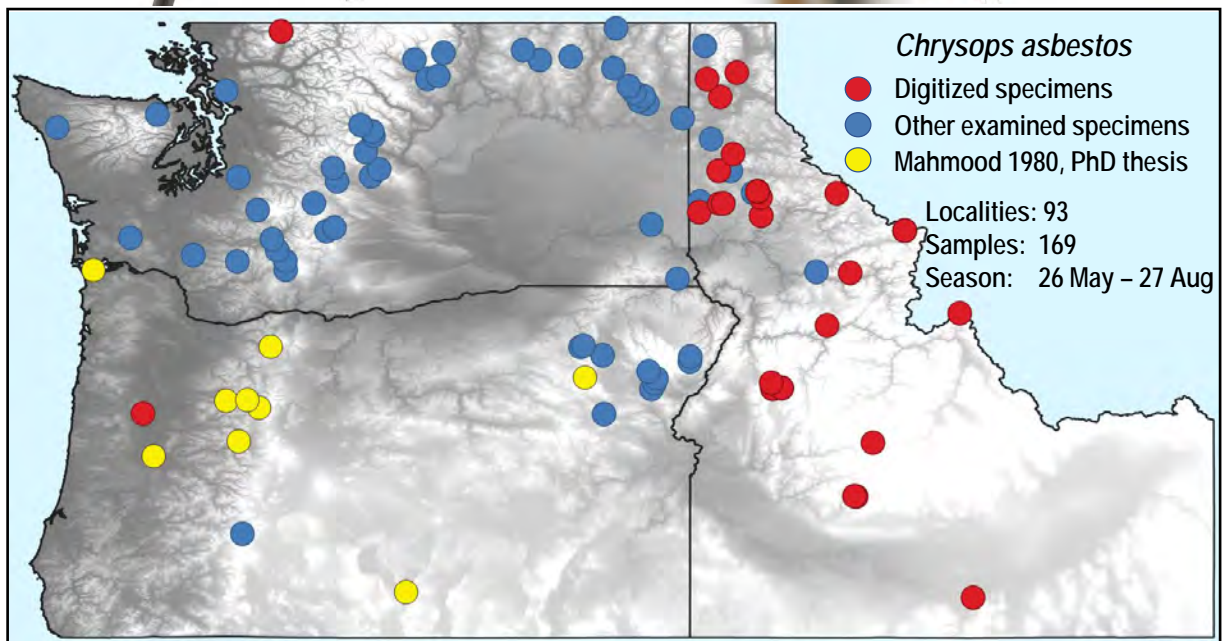 Chrysops asbestos
Digitized specimens
Other examined specimens
Mahmood 1980, PhD thesis
Localities: 93
Samples: 169
Season: 26 May – 27 Aug